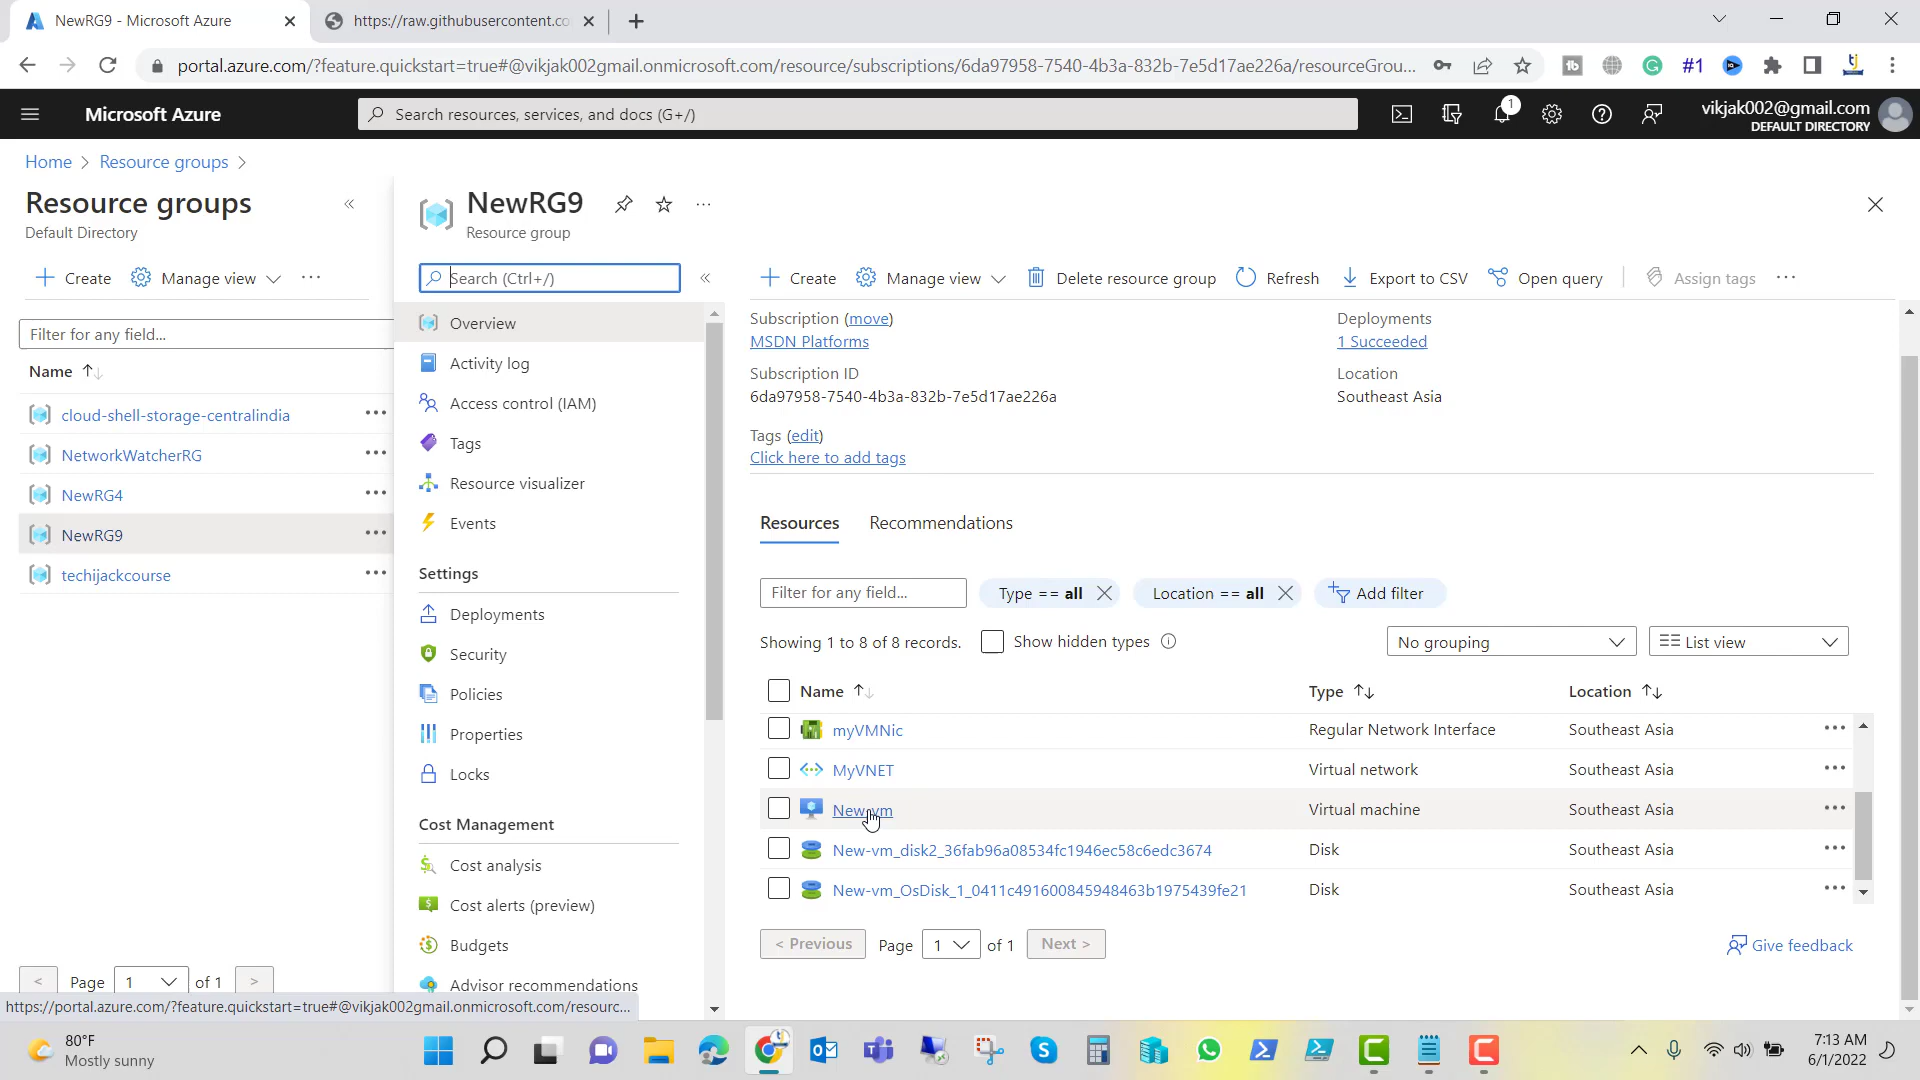 NewRG9 - Microsoft Azure
https://raw.githubusercontent.co
portal.azure.com/?feature.quickstart=true#@vikjak002gmail.onmicrosoft.com/resource/subscriptions/6da97958-7540-4b3a-832b-7e5d17ae226a/resourceGrou...
#1
Microsoft Azure
Search resources, services, and docs (G+/)
1
vikjak002@gmail.com
DEFAULT DIRECTORY
Home > Resource groups >
Resource groups
Default Directory
Create
Manage view
Filter for any field...
Name
cloud-shell-storage-centralindia
NetworkWatcherRG
NewRG4
NewRG9
techijackcourse
< Page 1 of 1 >
NewRG9
Resource group
Search (Ctrl+/)
Overview
Activity log
Access control (IAM)
Tags
Resource visualizer
Events
Settings
Deployments
Security
Policies
Properties
Locks
Cost Management
Cost analysis
Cost alerts (preview)
Budgets
Advisor recommendations
Create
Manage view
Delete resource group
Refresh
Export to CSV
Open query
Assign tags
Subscription (move)
MSDN Platforms
Subscription ID
6da97958-7540-4b3a-832b-7e5d17ae226a
Tags (edit)
Click here to add tags
Deployments
1 Succeeded
Location
Southeast Asia
Resources
Recommendations
Filter for any field...
Type == all
Location == all
Add filter
Showing 1 to 8 of 8 records.
Show hidden types
No grouping
List view
Name Type Location
myVMNic Regular Network Interface Southeast Asia
MyVNET Virtual network Southeast Asia
New-vm Virtual machine Southeast Asia
New-vm_disk2_36fab96a08534fc1946ec58c6edc3674 Disk Southeast Asia
New-vm_OsDisk_1_0411c491600845948463b1975439fe21 Disk Southeast Asia
< Previous Page 1 of 1 Next >
Give feedback
https://portal.azure.com/?feature.quickstart=true#@vikjak002gmail.onmicrosoft.com/resourc...
80°F
Mostly sunny
7:13 AM
6/1/2022